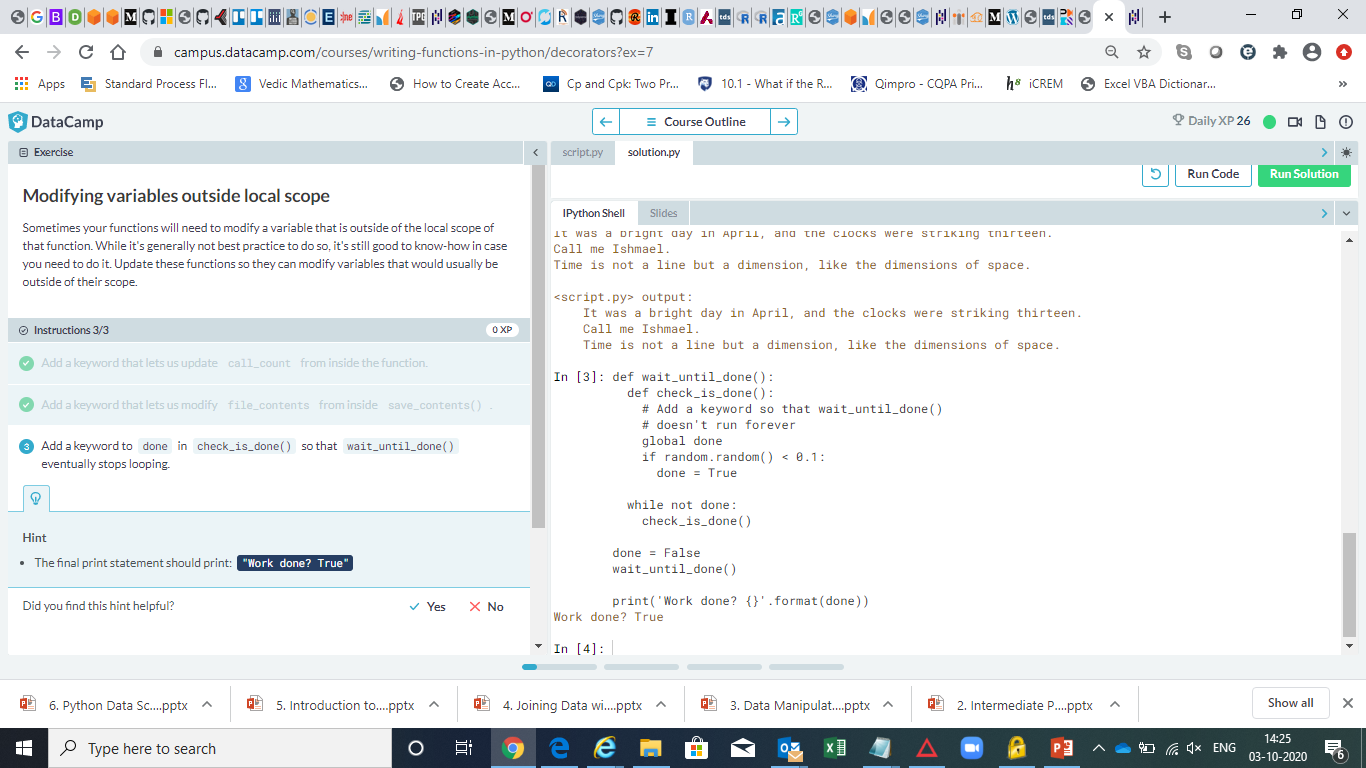 campus.datacamp.com/courses/writing-functions-in-python/decorators?ex=7
Apps
Standard Process Fl...
Vedic Mathematics...
How to Create Acc...
Cp and Cpk: Two Pr...
10.1 - What if the R...
Qimpro - CQPA Pri...
iCREM
Excel VBA Dictionar...
»
DataCamp
Course Outline
Daily XP 26
Exercise
script.py
solution.py
Run Code
Run Solution
Modifying variables outside local scope
Sometimes your functions will need to modify a variable that is outside of the local scope of
that function. While it's generally not best practice to do so, it's still good to know-how in case
you need to do it. Update these functions so they can modify variables that would usually be
outside of their scope.
Instructions 3/3
0 XP
Add a keyword that lets us update call_count from inside the function.
Add a keyword that lets us modify file_contents from inside save_contents() .
3
Add a keyword to done in check_is_done() so that wait_until_done()
eventually stops looping.
Hint
• The final print statement should print: "Work done? True"
Did you find this hint helpful?
Yes
No
IPython Shell
Slides
It was a bright day in April, and the clocks were striking thirteen.
Call me Ishmael.
Time is not a line but a dimension, like the dimensions of space.
<script.py> output:
It was a bright day in April, and the clocks were striking thirteen.
Call me Ishmael.
Time is not a line but a dimension, like the dimensions of space.
In [3]: def wait_until_done():
def check_is_done():
# Add a keyword so that wait_until_done()
# doesn't run forever
global done
if random.random() < 0.1:
done = True
while not done:
check_is_done()
done = False
wait_until_done()
print('Work done? {}'.format(done))
Work done? True
In [4]:
6. Python Data Sc....pptx
5. Introduction to....pptx
4. Joining Data wi....pptx
3. Data Manipulat....pptx
2. Intermediate P....pptx
Show all
Type here to search
ENG
14:25
03-10-2020
6